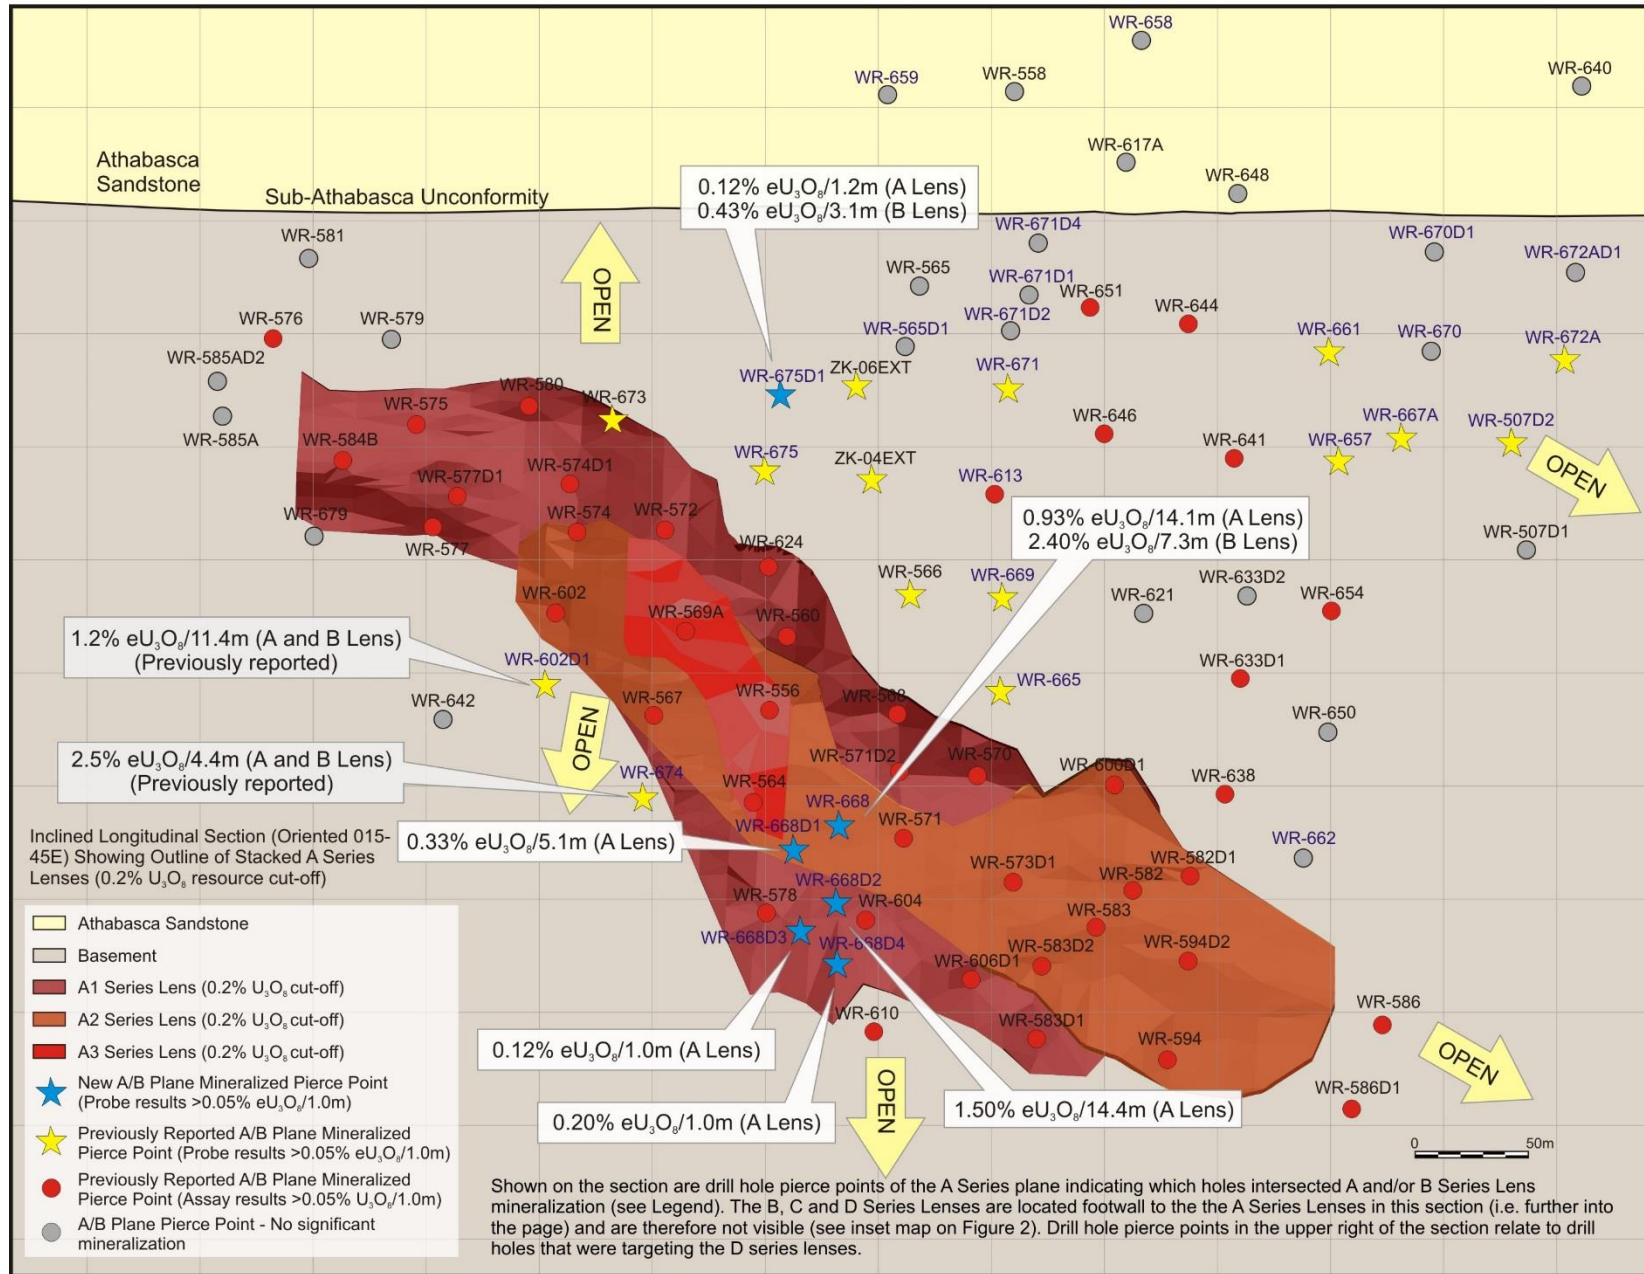 WR-658
WR-659
WR-558
WR-640
WR-617A
WR-648
Athabasca
Sandstone
Sub-Athabasca Unconformity
0.12% eU₃O₈/1.2m (A Lens)
0.43% eU₃O₈/3.1m (B Lens)
WR-581
OPEN
WR-671D4
WR-670D1
WR-672AD1
WR-565
WR-671D1
WR-651
WR-644
WR-576
WR-579
WR-565D1
WR-671D2
WR-661
WR-670
WR-672A
WR-585AD2
WR-675D1
ZK-06EXT
WR-671
WR-580
WR-673
WR-575
WR-585A
WR-646
WR-667A
WR-507D2
WR-584B
WR-675
ZK-04EXT
WR-641
WR-657
OPEN
WR-577D1
WR-574D1
WR-613
WR-679
WR-574
WR-572
WR-577
WR-624
0.93% eU₃O₈/14.1m (A Lens)
2.40% eU₃O₈/7.3m (B Lens)
WR-507D1
WR-566
WR-669
WR-621
WR-633D2
WR-654
WR-602
WR-569A
WR-560
1.2% eU₃O₈/11.4m (A and B Lens)
(Previously reported)
WR-602D1
WR-665
WR-633D1
WR-642
OPEN
WR-567
WR-556
WR-568
WR-650
2.5% eU₃O₈/4.4m (A and B Lens)
(Previously reported)
WR-674
WR-564
WR-571D2
WR-570
WR-600D1
WR-638
WR-668
WR-668D1
WR-571
0.33% eU₃O₈/5.1m (A Lens)
WR-662
Inclined Longitudinal Section (Oriented 015-
45E) Showing Outline of Stacked A Series
Lenses (0.2% U₃O₈ resource cut-off)
WR-573D1
WR-582
WR-582D1
WR-668D2
WR-578
WR-604
WR-583
WR-668D3
WR-668D4
WR-583D2
WR-594D2
WR-606D1
WR-610
WR-583D1
WR-594
WR-586
OPEN
WR-586D1
0.12% eU₃O₈/1.0m (A Lens)
0.20% eU₃O₈/1.0m (A Lens)
OPEN
1.50% eU₃O₈/14.4m (A Lens)
0 50m
Athabasca Sandstone
Basement
A1 Series Lens (0.2% U₃O₈ cut-off)
A2 Series Lens (0.2% U₃O₈ cut-off)
A3 Series Lens (0.2% U₃O₈ cut-off)
New A/B Plane Mineralized Pierce Point
(Probe results >0.05% eU₃O₈/1.0m)
Previously Reported A/B Plane Mineralized
Pierce Point (Probe results >0.05% eU₃O₈/1.0m)
Previously Reported A/B Plane Mineralized
Pierce Point (Assay results >0.05% U₃O₈/1.0m)
A/B Plane Pierce Point - No significant
mineralization
Shown on the section are drill hole pierce points of the A Series plane indicating which holes intersected A and/or B Series Lens
mineralization (see Legend). The B, C and D Series Lenses are located footwall to the the A Series Lenses in this section (i.e. further into
the page) and are therefore not visible (see inset map on Figure 2). Drill hole pierce points in the upper right of the section relate to drill
holes that were targeting the D series lenses.